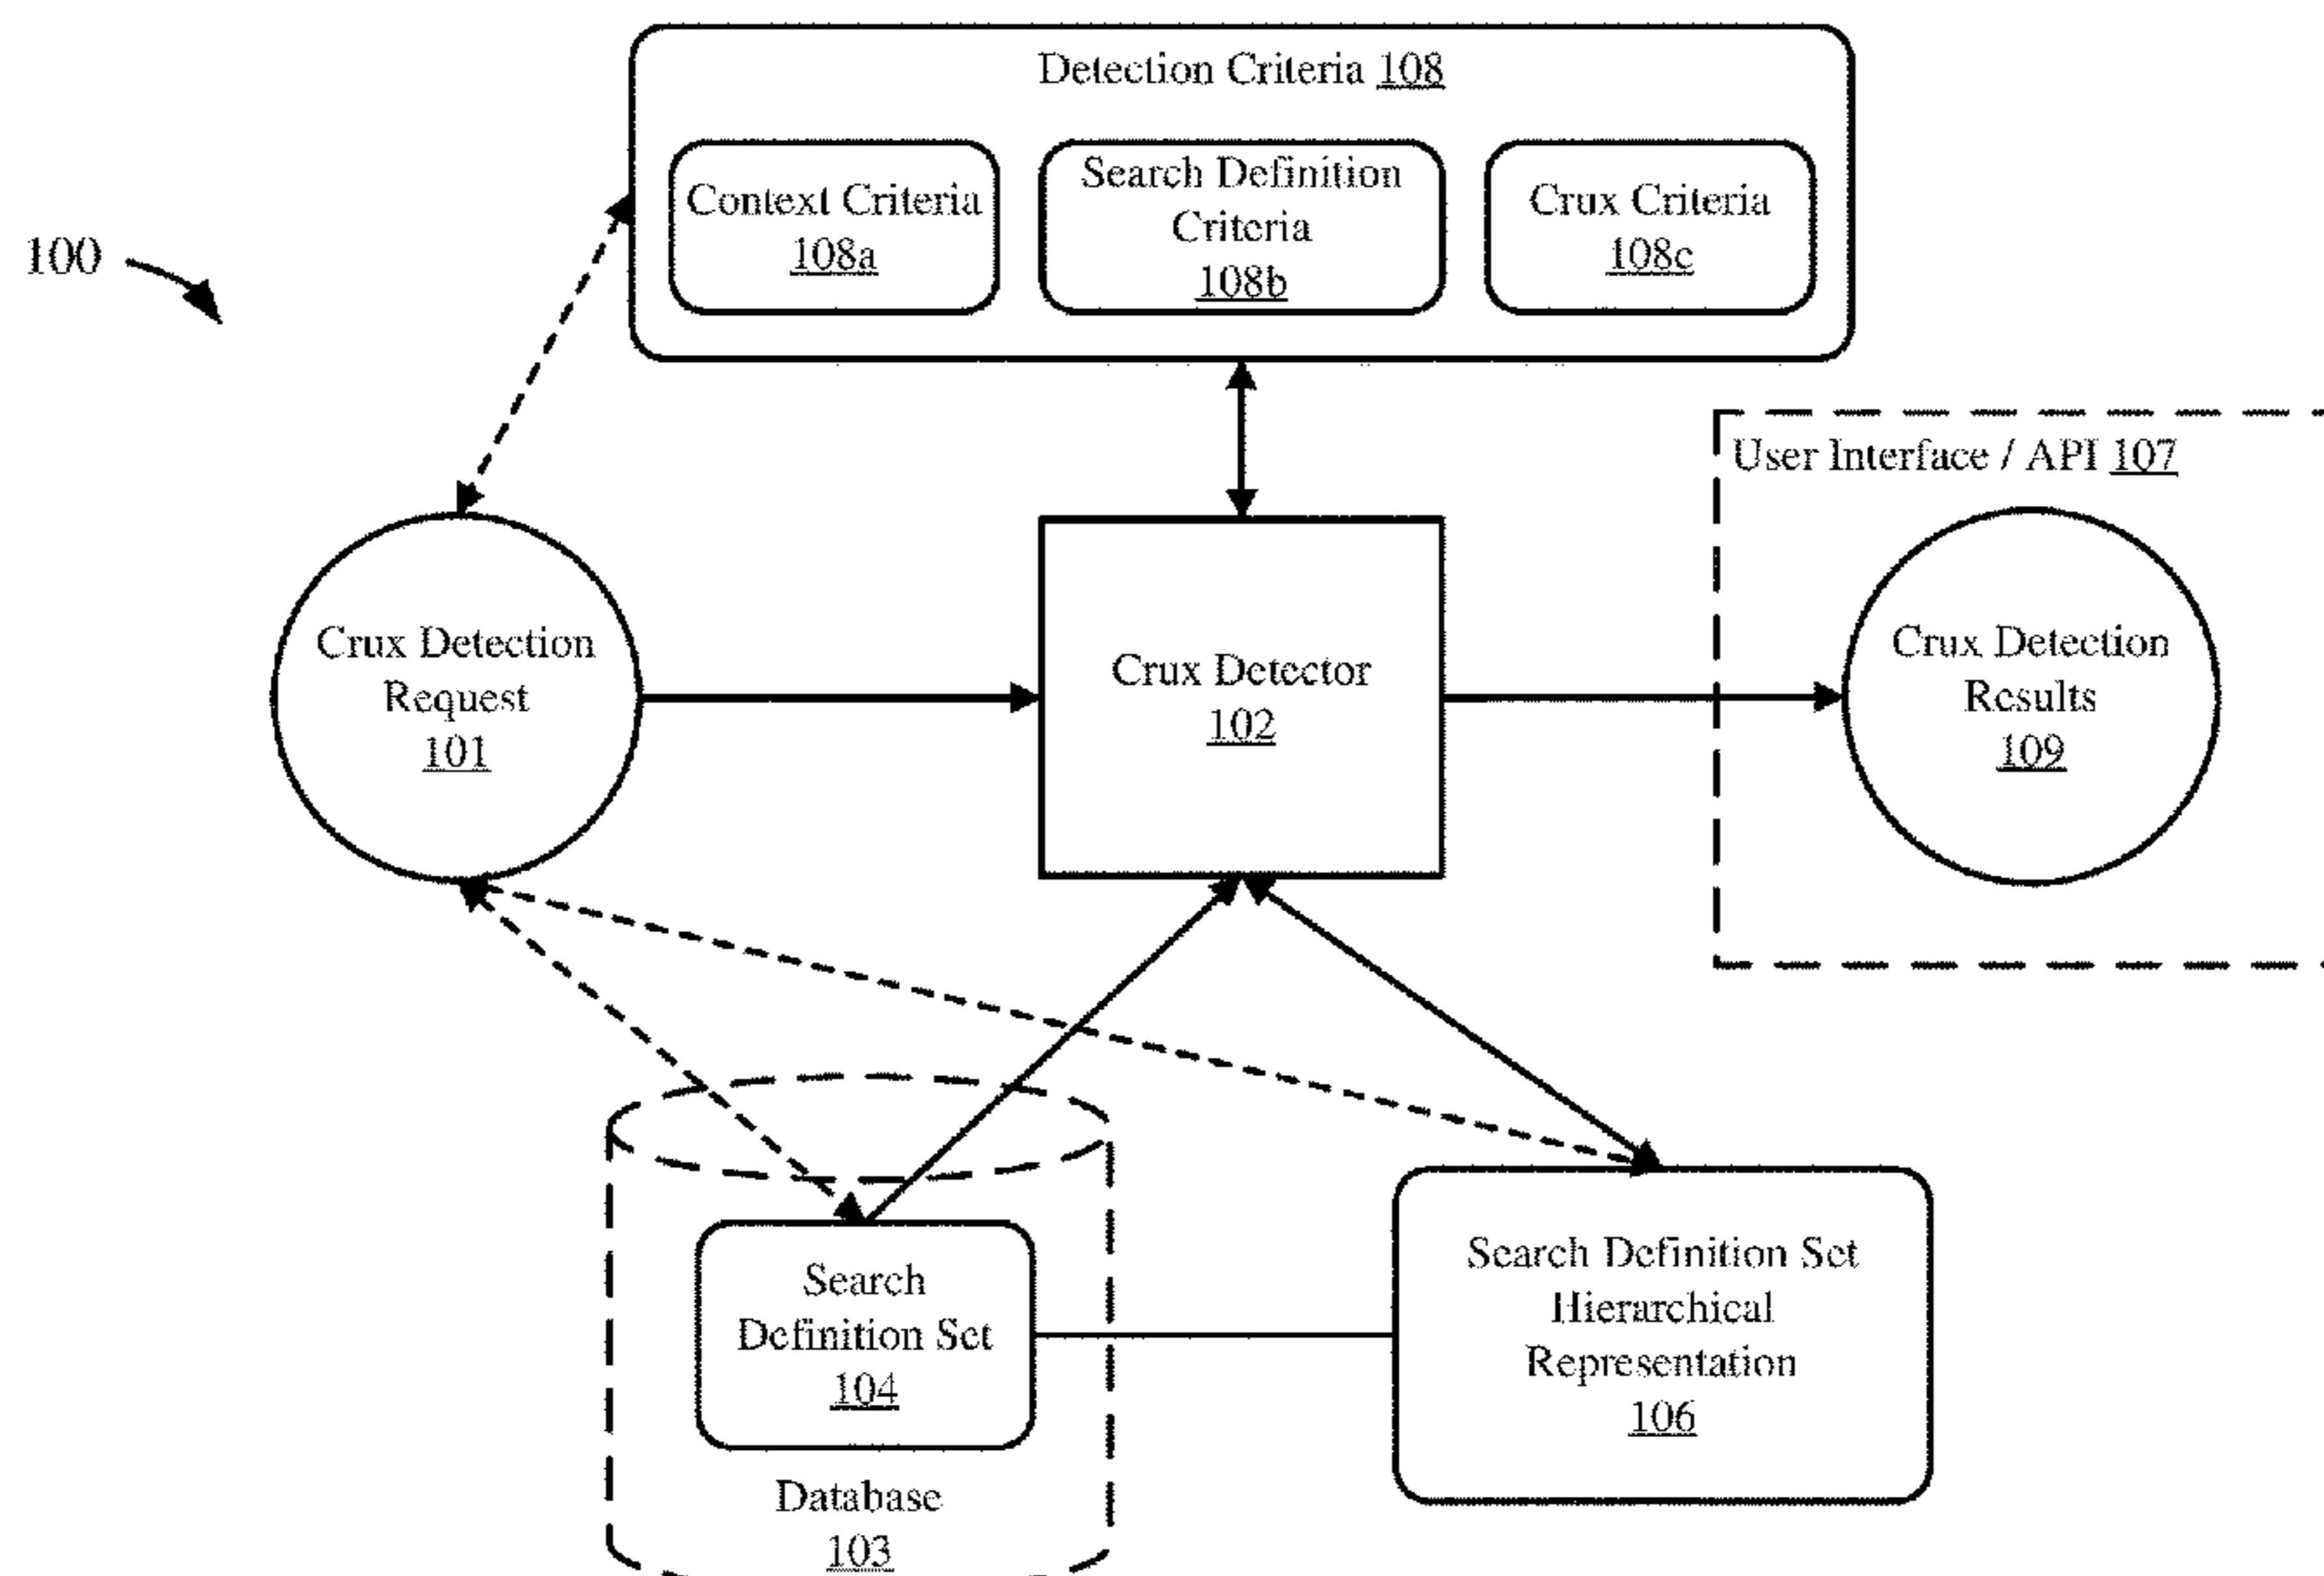 Detection Criteria 108
Context Criteria
108a
Search Definition
Criteria
108b
Crux Criteria
108c
100
User Interface / API 107
Crux Detection
Request
101
Crux Detector
102
Crux Detection
Results
109
Search
Definition Set
104
Database
103
Search Definition Set
Hierarchical
Representation
106